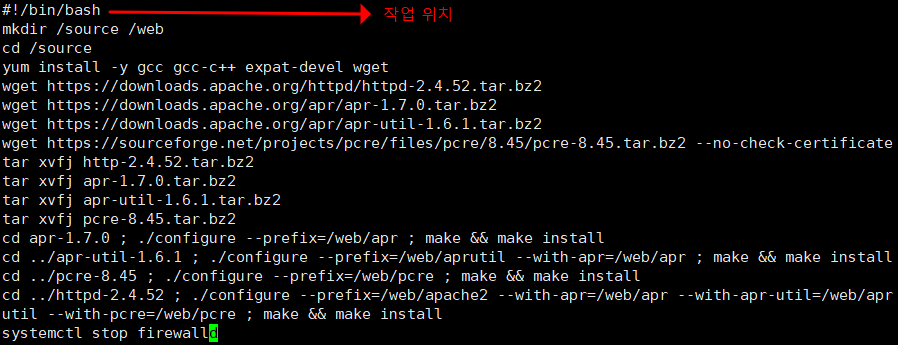 #!/bin/bash 작업 위치
mkdir /source /web
cd /source
yum install -y gcc gcc-c++ expat-devel wget
wget https://downloads.apache.org/httpd/httpd-2.4.52.tar.bz2
wget https://downloads.apache.org/apr/apr-1.7.0.tar.bz2
wget https://downloads.apache.org/apr/apr-util-1.6.1.tar.bz2
wget https://sourceforge.net/projects/pcre/files/pcre/8.45/pcre-8.45.tar.bz2 --no-check-certificate
tar xvfj http-2.4.52.tar.bz2
tar xvfj apr-1.7.0.tar.bz2
tar xvfj apr-util-1.6.1.tar.bz2
tar xvfj pcre-8.45.tar.bz2
cd apr-1.7.0 ; ./configure --prefix=/web/apr ; make && make install
cd ../apr-util-1.6.1 ; ./configure --prefix=/web/aprutil --with-apr=/web/apr ; make && make install
cd ../pcre-8.45 ; ./configure --prefix=/web/pcre ; make && make install
cd ../httpd-2.4.52 ; ./configure --prefix=/web/apache2 --with-apr=/web/apr --with-apr-util=/web/apr
util --with-pcre=/web/pcre ; make && make install
systemctl stop firewalld